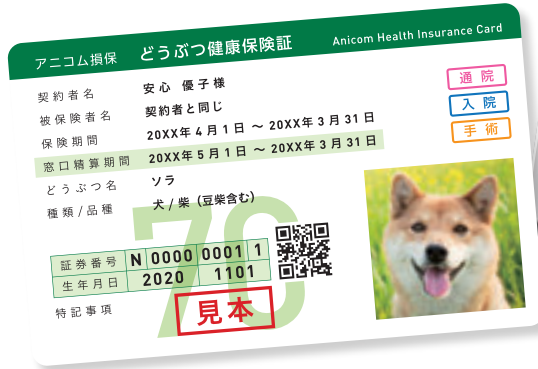 アニコム損保 どうぶつ健康保険証 Anicom Health Insurance Card
契約者名 安心 優子様
被保険者名 契約者と同じ
保険期間 20XX年4月1日 〜 20XX年3月31日
窓口精算期間 20XX年5月1日 〜 20XX年3月31日
どうぶつ名 ソラ
種類/品種 犬/柴(豆柴含む)
通院
入院
手術
70
証券番号 N 0000 0001 1
生年月日 2020 1101
特記事項
見本